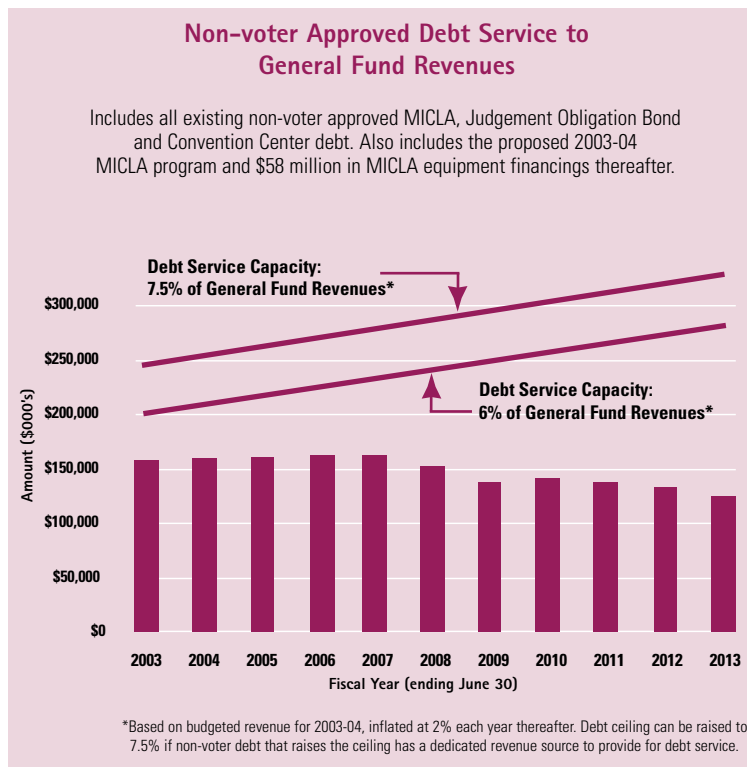 Non-voter Approved Debt Service to
General Fund Revenues
Includes all existing non-voter approved MICLA, Judgement Obligation Bond
and Convention Center debt. Also includes the proposed 2003-04
MICLA program and $58 million in MICLA equipment financings thereafter.
Debt Service Capacity:
7.5% of General Fund Revenues*
$300,000
$250,000
Debt Service Capacity:
6% of General Fund Revenues*
$200,000
$150,000
$100,000
$50,000
$0
Amount ($000's)
2003 2004 2005 2006 2007 2008 2009 2010 2011 2012 2013
Fiscal Year (ending June 30)
*Based on budgeted revenue for 2003-04, inflated at 2% each year thereafter. Debt ceiling can be raised to
7.5% if non-voter debt that raises the ceiling has a dedicated revenue source to provide for debt service.